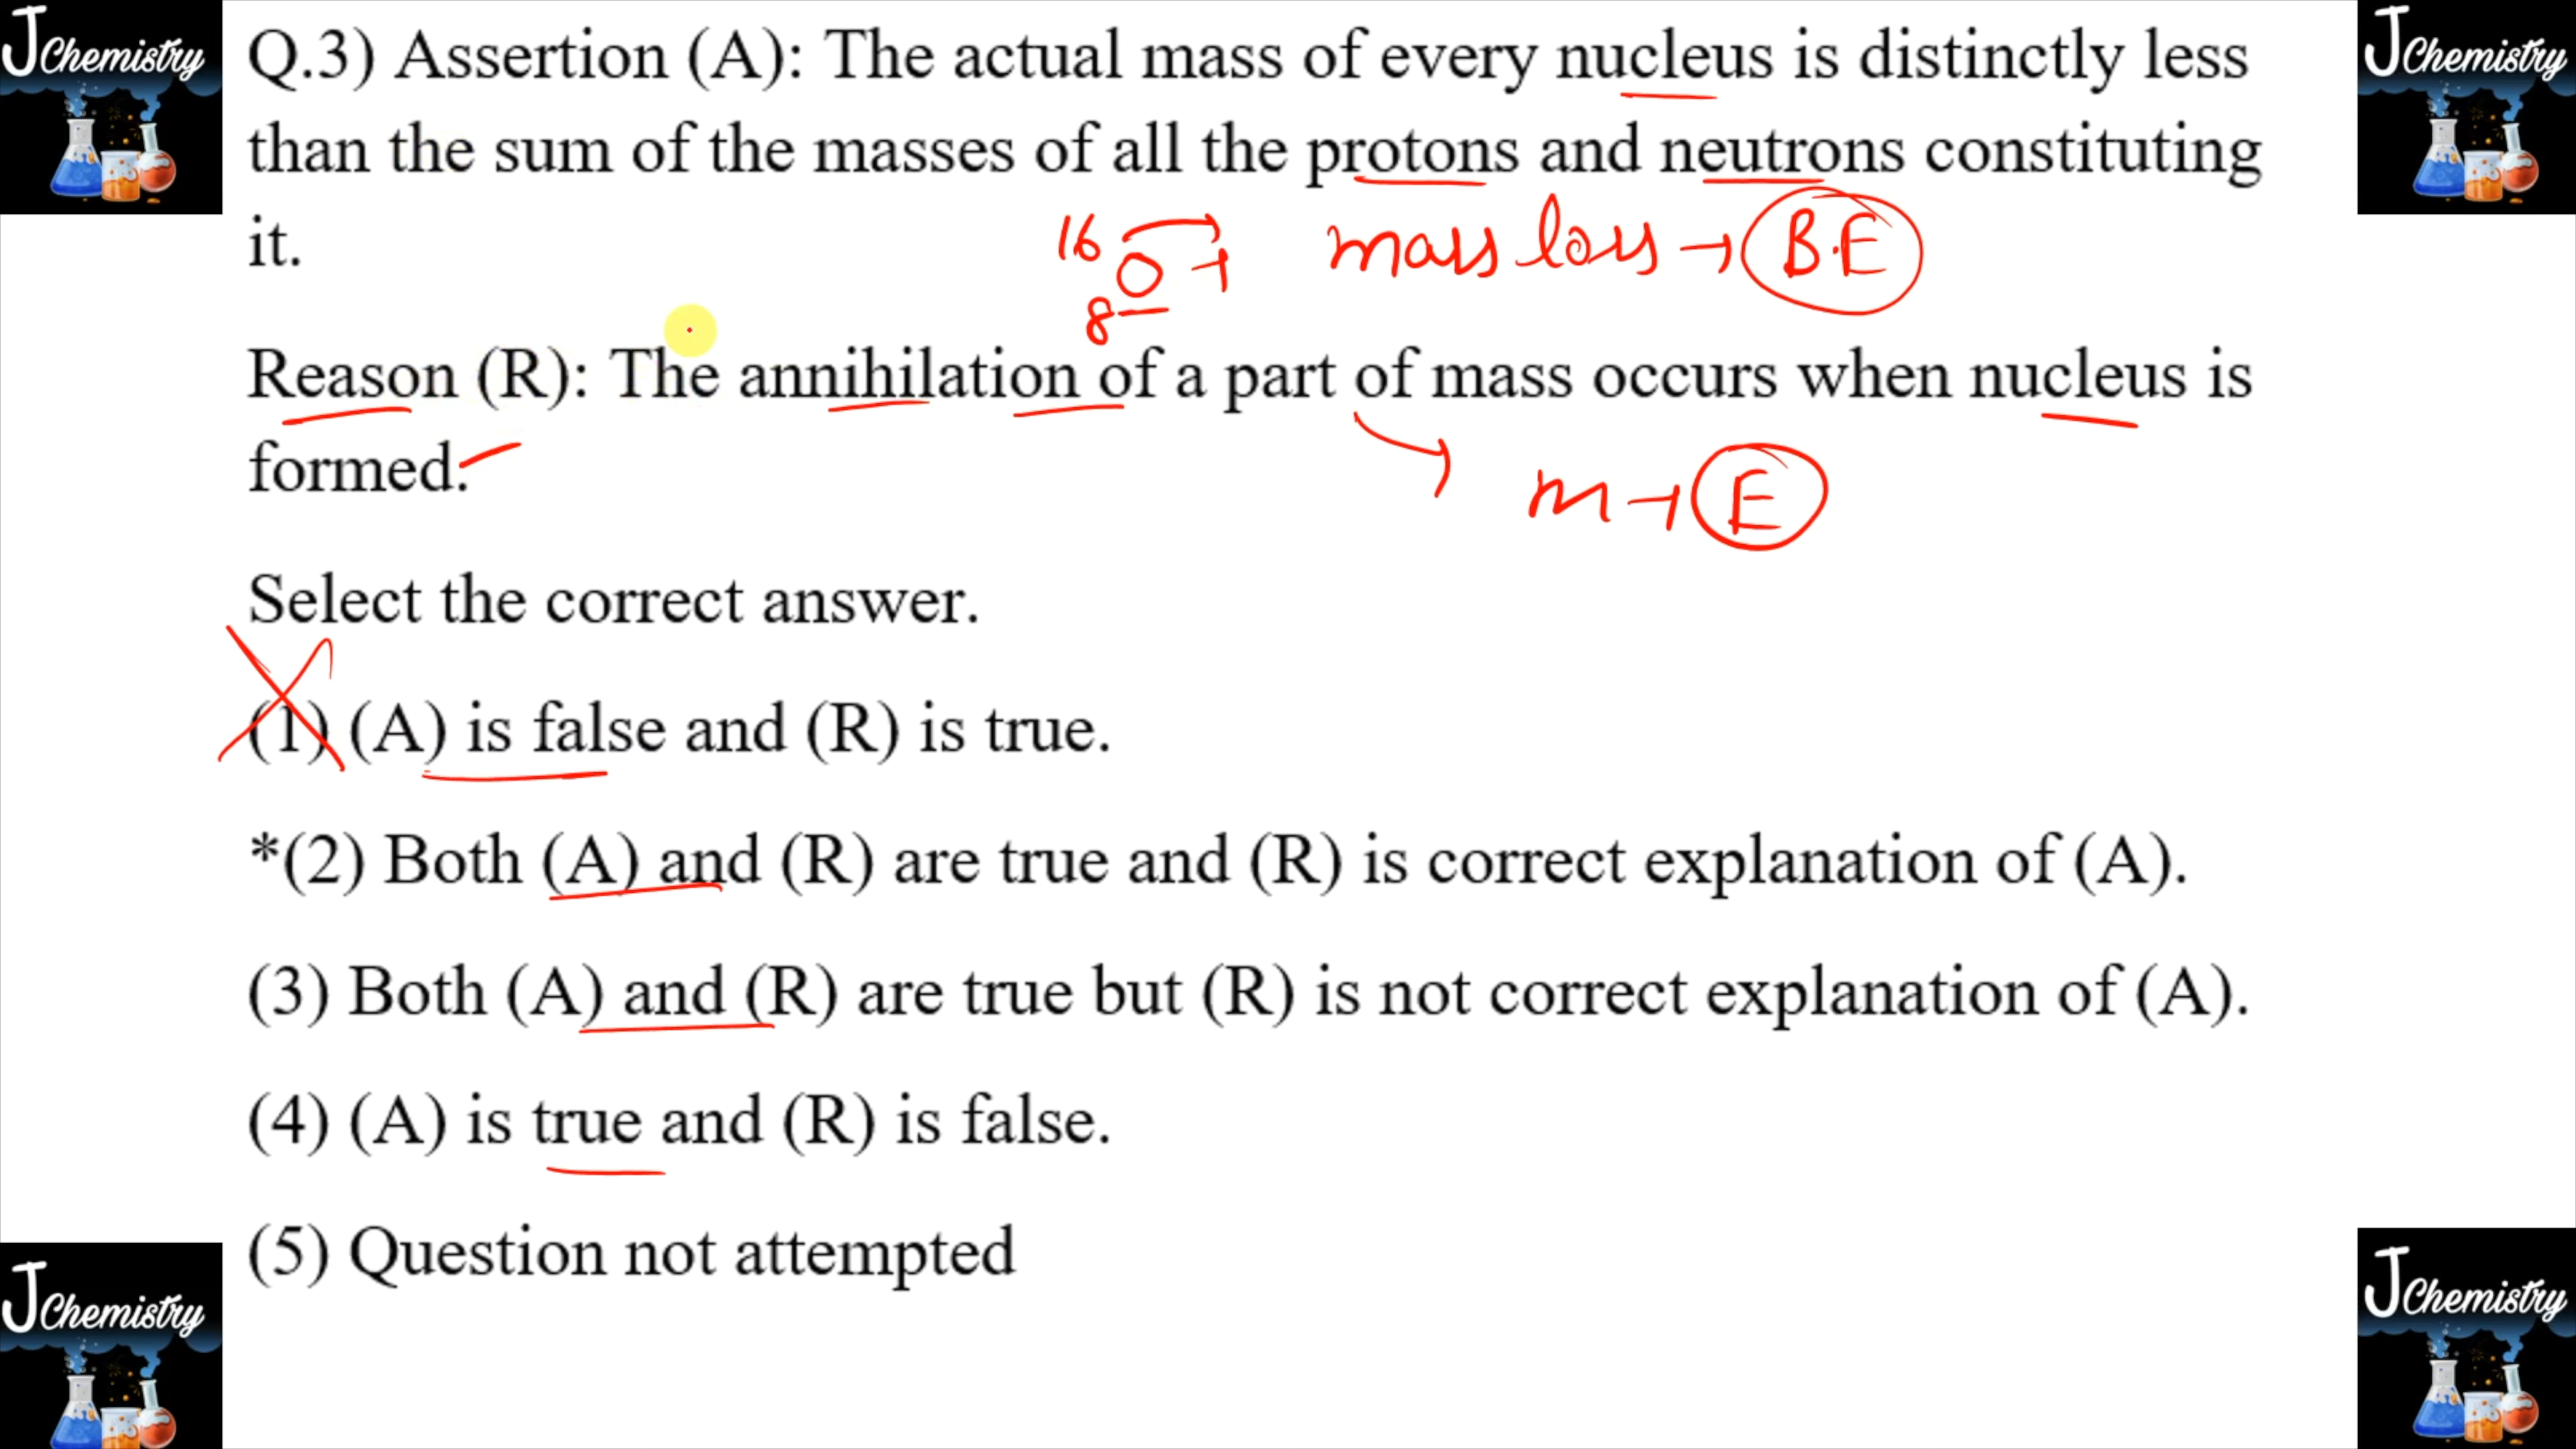 JChemistry
JChemistry
Q.3) Assertion (A): The actual mass of every nucleus is distinctly less
than the sum of the masses of all the protons and neutrons constituting
it.
16
8 O → mass loss → B.E
Reason (R): The annihilation of a part of mass occurs when nucleus is
formed.
m → E
Select the correct answer.
(1) (A) is false and (R) is true.
*(2) Both (A) and (R) are true and (R) is correct explanation of (A).
(3) Both (A) and (R) are true but (R) is not correct explanation of (A).
(4) (A) is true and (R) is false.
(5) Question not attempted
JChemistry
JChemistry